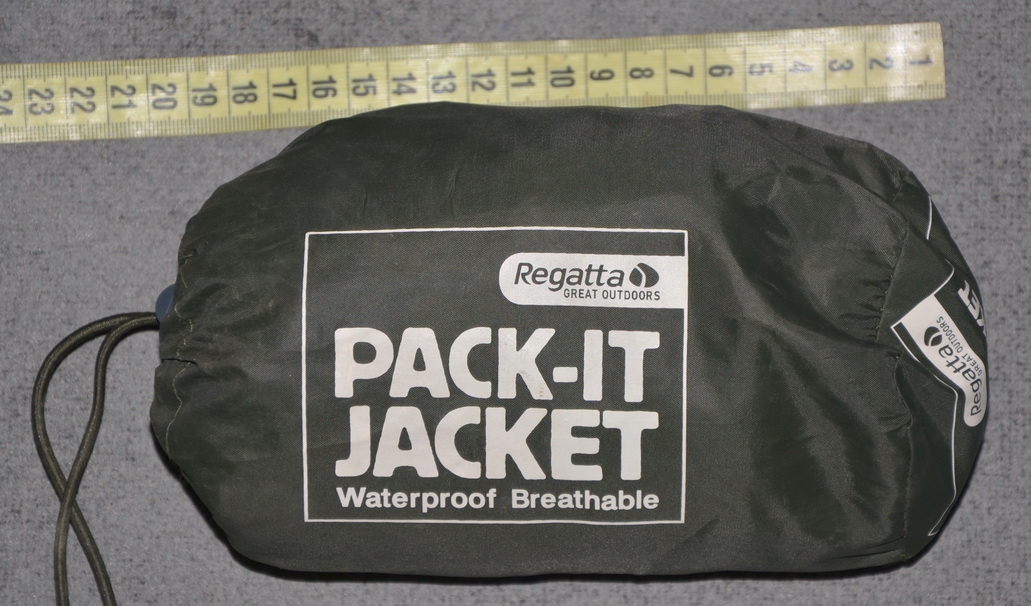 24 23 22 21 20 19 18 17 16 15 14 13 12 11 10 9 8 7 6 5 4 3 2 1
Regatta
GREAT OUTDOORS
PACK-IT
JACKET
Waterproof Breathable
Regatta
GREAT OUTDOORS